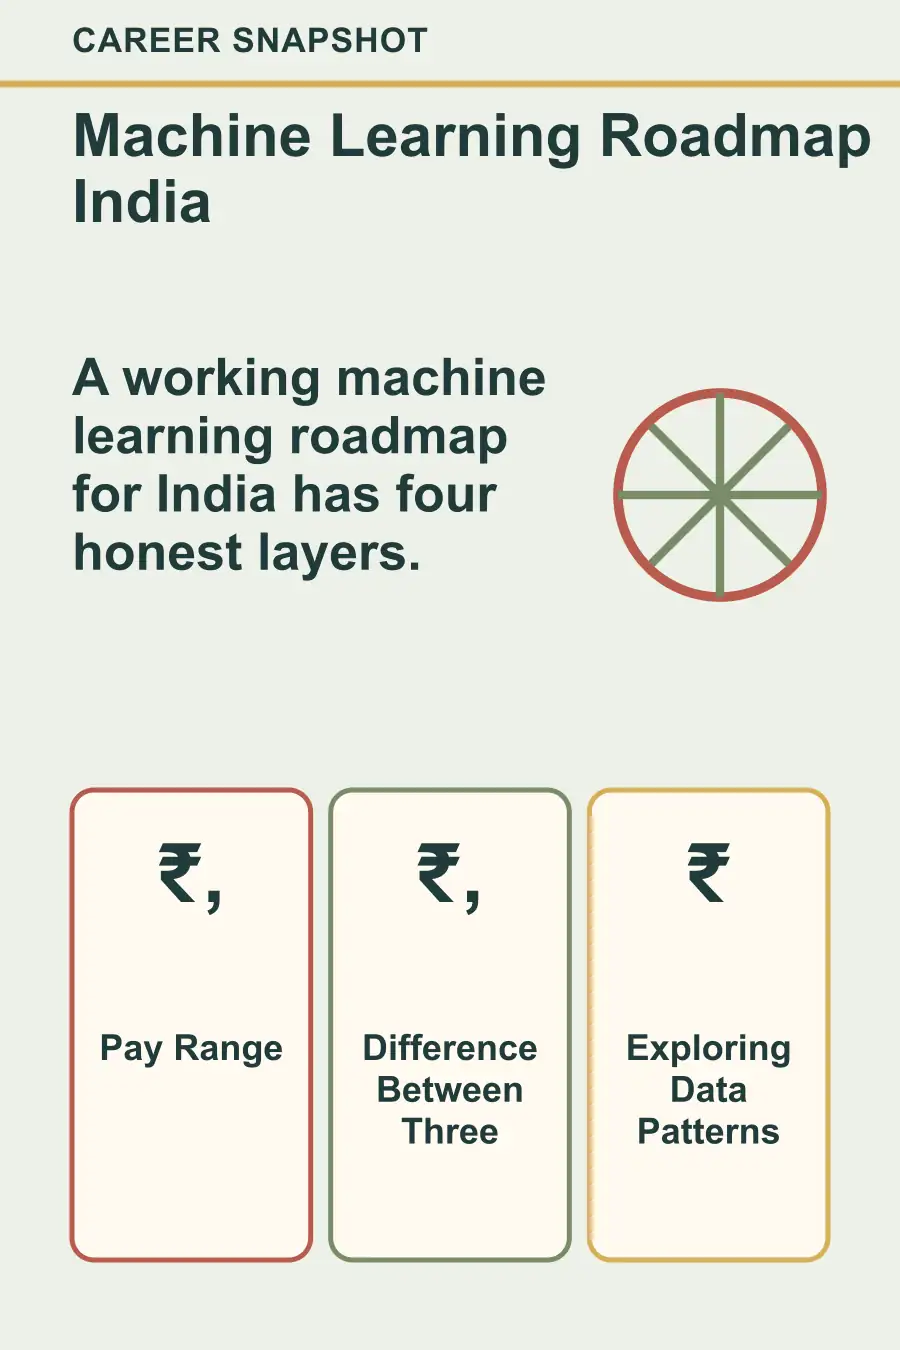 CAREER SNAPSHOT
Machine Learning Roadmap
India
A working machine
learning roadmap
for India has four
honest layers.
₹,
Pay Range
₹,
Difference
Between
Three
₹
Exploring
Data
Patterns